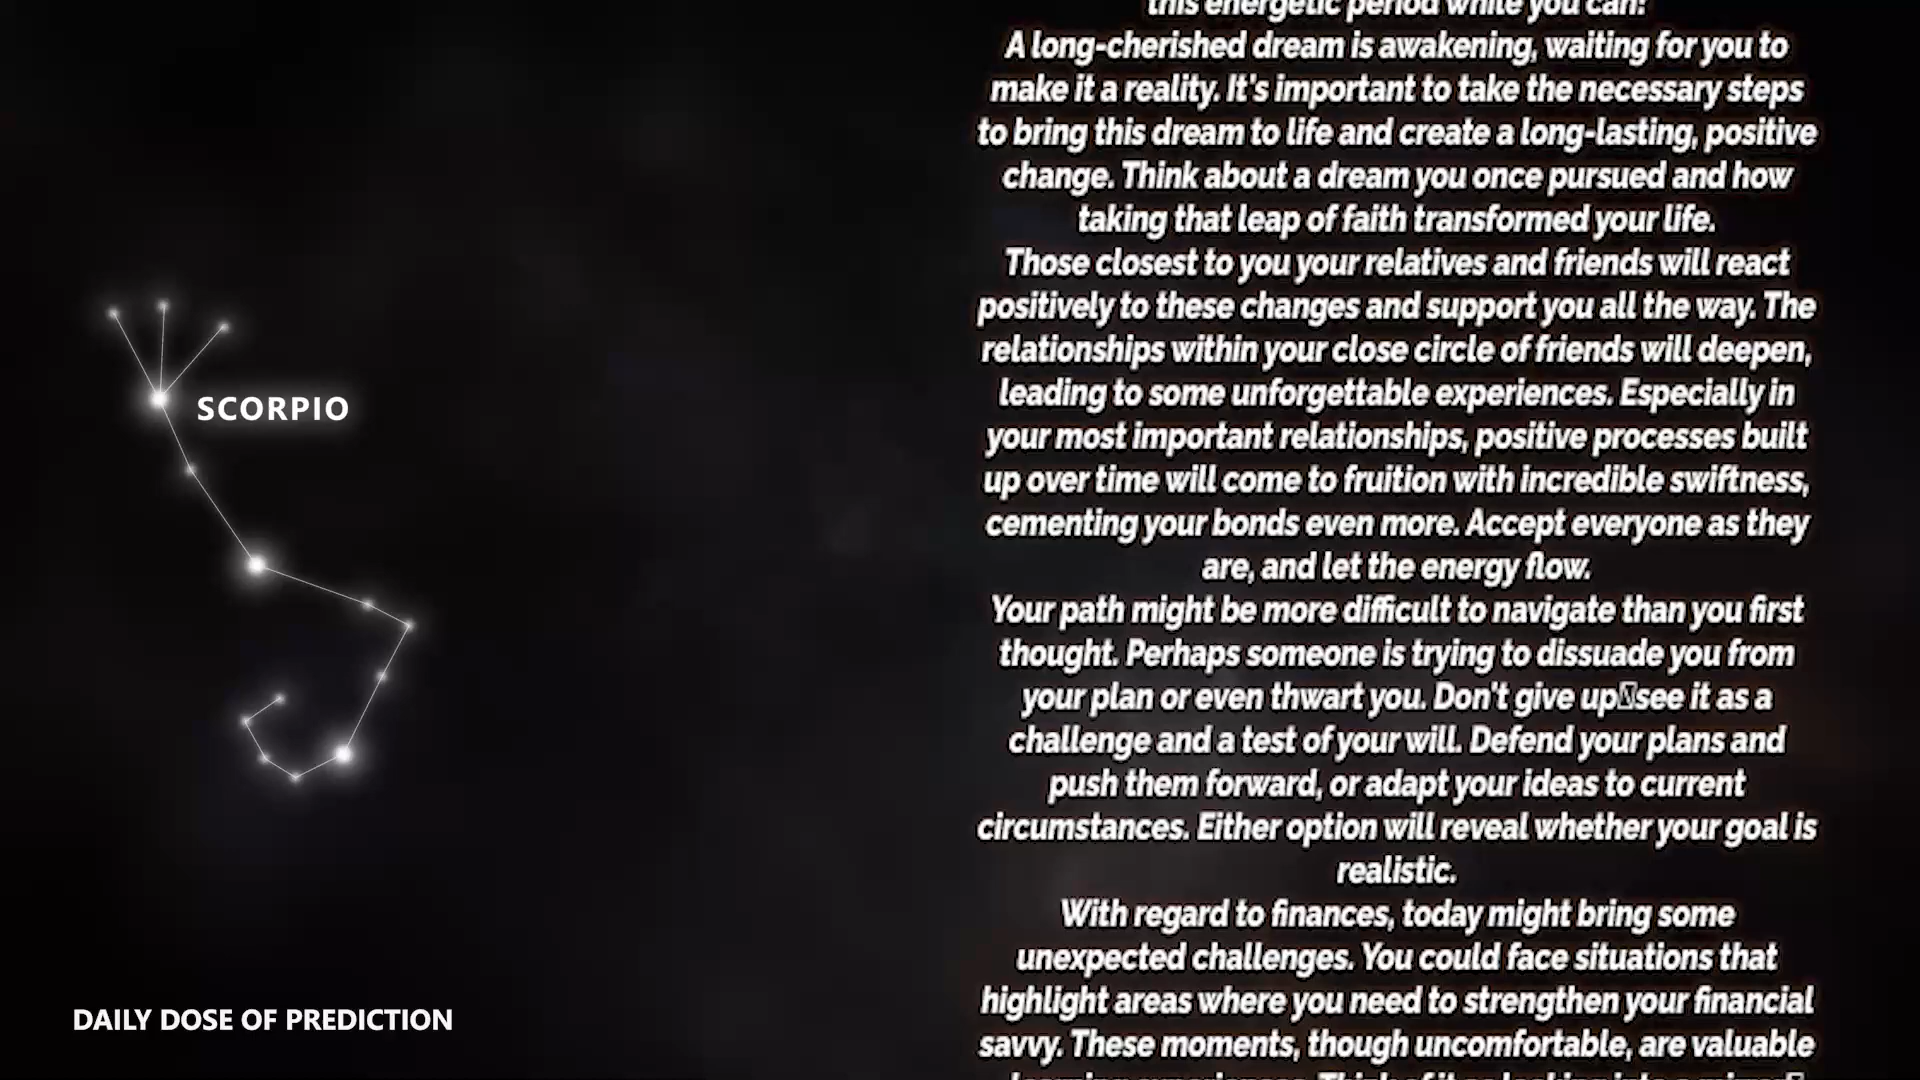 this energetic period while you can!
A long-cherished dream is awakening, waiting for you to
make it a reality. It's important to take the necessary steps
to bring this dream to life and create a long-lasting, positive
change. Think about a dream you once pursued and how
taking that leap of faith transformed your life.
Those closest to you your relatives and friends will react
positively to these changes and support you all the way. The
relationships within your close circle of friends will deepen,
leading to some unforgettable experiences. Especially in
your most important relationships, positive processes built
up over time will come to fruition with incredible swiftness,
cementing your bonds even more. Accept everyone as they
are, and let the energy flow.
Your path might be more difficult to navigate than you first
thought. Perhaps someone is trying to dissuade you from
your plan or even thwart you. Don't give up▯see it as a
challenge and a test of your will. Defend your plans and
push them forward, or adapt your ideas to current
circumstances. Either option will reveal whether your goal is
realistic.
With regard to finances, today might bring some
unexpected challenges. You could face situations that
highlight areas where you need to strengthen your financial
savvy. These moments, though uncomfortable, are valuable
SCORPIO
DAILY DOSE OF PREDICTION